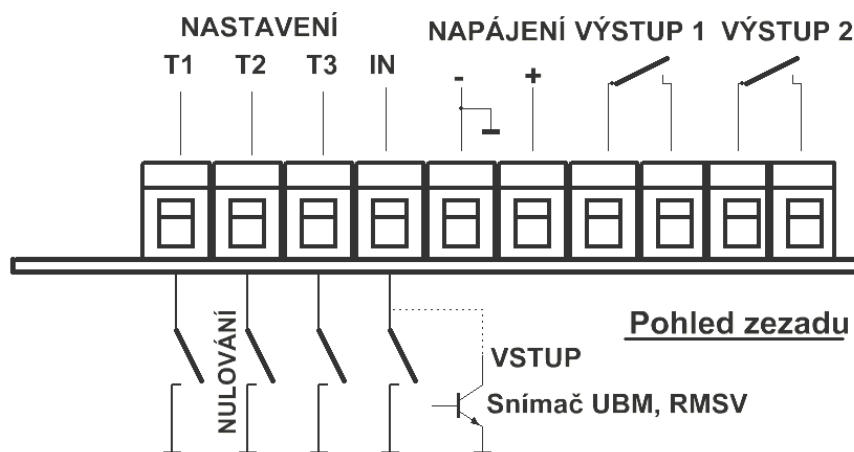 NASTAVENÍ
NAPÁJENÍ VÝSTUP 1 VÝSTUP 2
T1 T2 T3 IN - +
Pohled zezadu
NULOVÁNÍ
VSTUP
Snímač UBM, RMSV